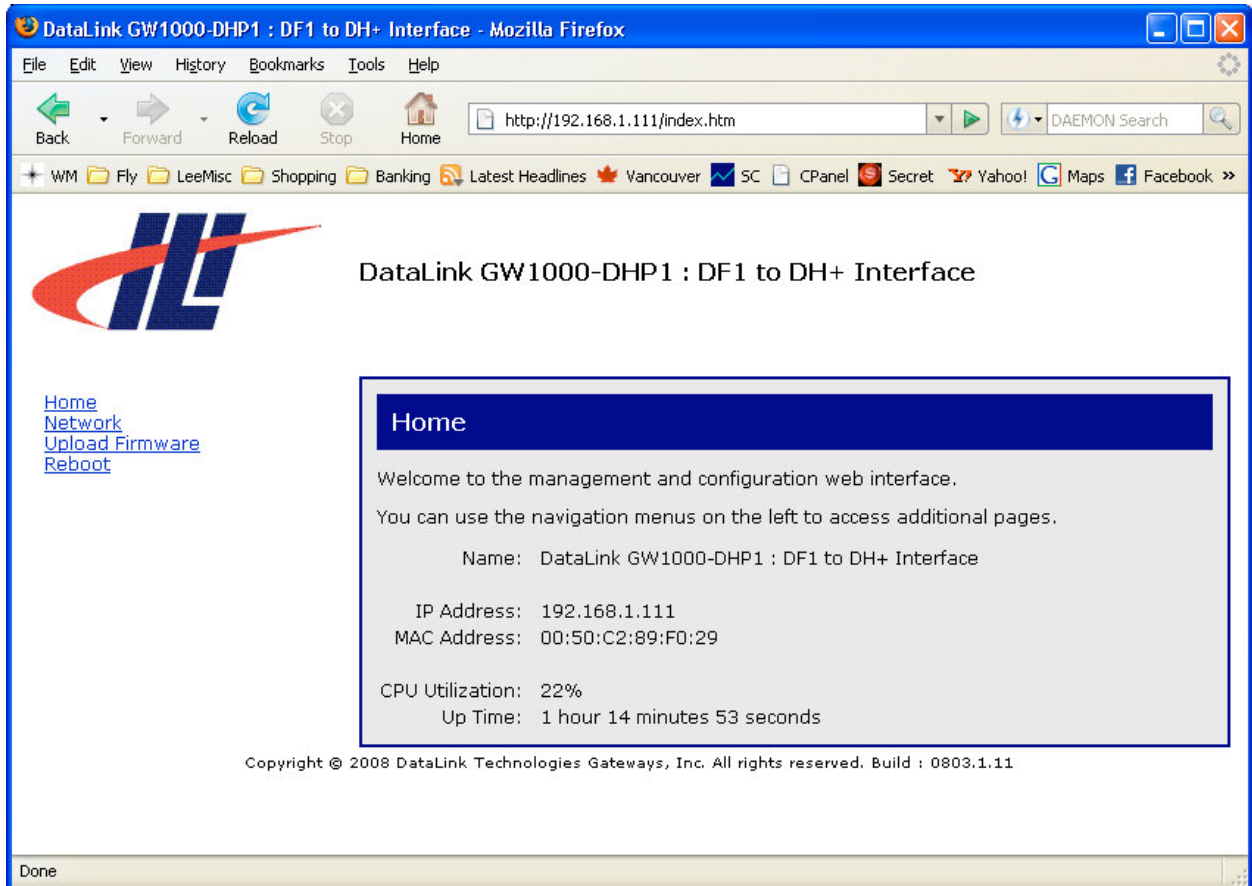 DataLink GW1000-DHP1 : DF1 to DH+ Interface - Mozilla Firefox
File Edit View History Bookmarks Tools Help
Back Forward Reload Stop Home http://192.168.1.111/index.htm DAEMON Search
WM Fly LeeMisc Shopping Banking Latest Headlines Vancouver SC CPanel Secret Yahoo! Maps Facebook »
DataLink GW1000-DHP1 : DF1 to DH+ Interface
Home
Network
Upload Firmware
Reboot
Home
Welcome to the management and configuration web interface.
You can use the navigation menus on the left to access additional pages.
Name: DataLink GW1000-DHP1 : DF1 to DH+ Interface
IP Address: 192.168.1.111
MAC Address: 00:50:C2:89:F0:29
CPU Utilization: 22%
Up Time: 1 hour 14 minutes 53 seconds
Copyright © 2008 DataLink Technologies Gateways, Inc. All rights reserved. Build : 0803.1.11
Done